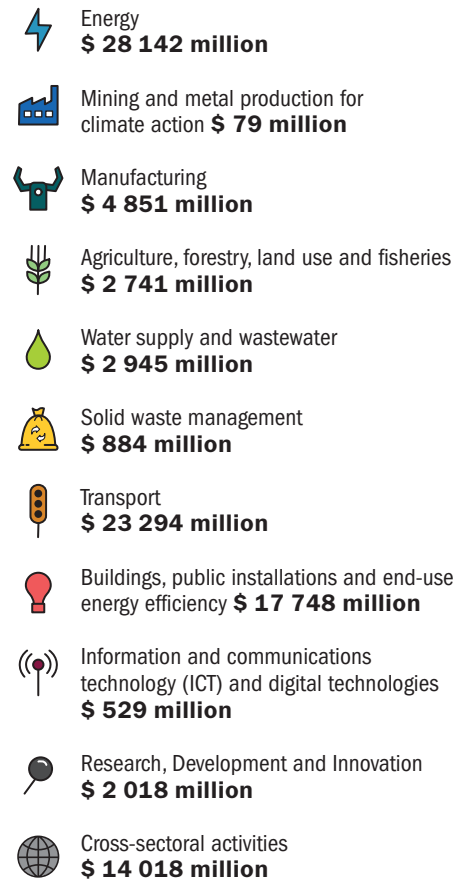 Energy
$ 28 142 million
Mining and metal production for
climate action $ 79 million
Manufacturing
$ 4 851 million
Agriculture, forestry, land use and fisheries
$ 2 741 million
Water supply and wastewater
$ 2 945 million
Solid waste management
$ 884 million
Transport
$ 23 294 million
Buildings, public installations and end-use
energy efficiency $ 17 748 million
Information and communications
technology (ICT) and digital technologies
$ 529 million
Research, Development and Innovation
$ 2 018 million
Cross-sectoral activities
$ 14 018 million